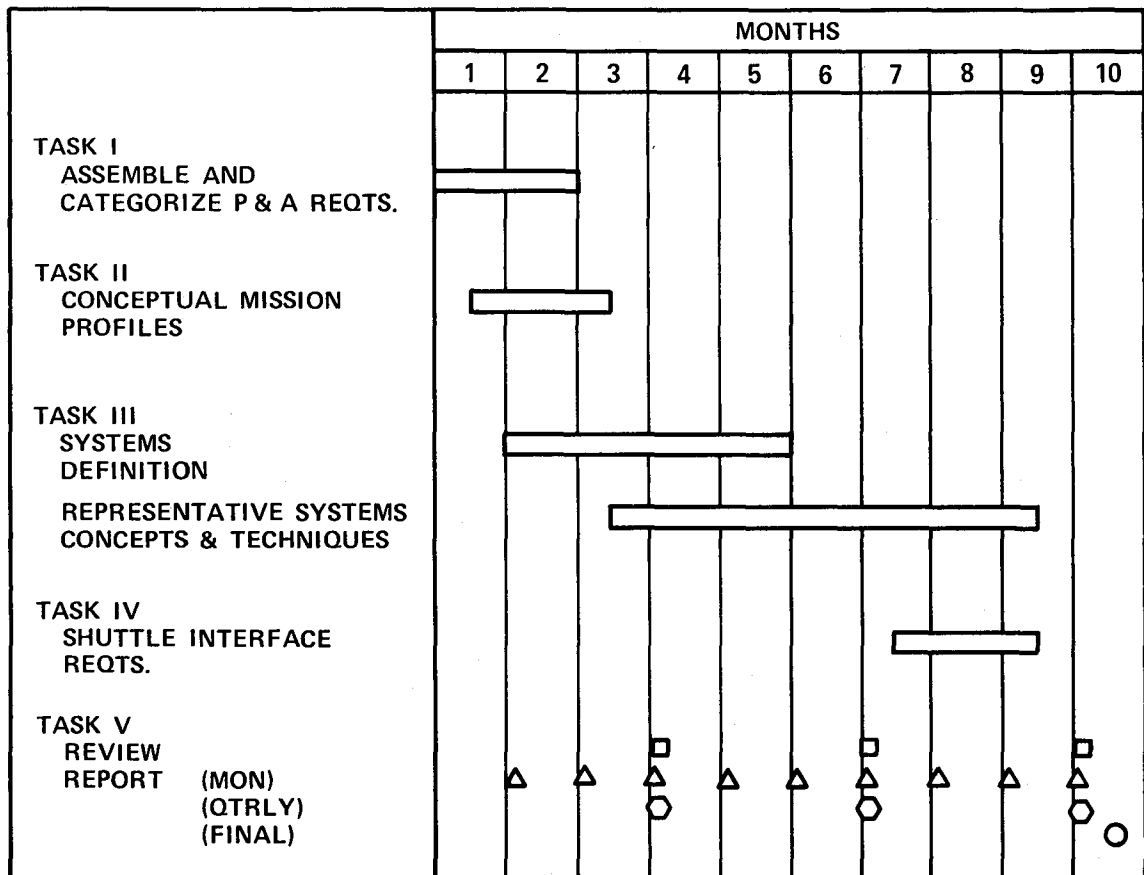 MONTHS
1 2 3 4 5 6 7 8 9 10
TASK I
ASSEMBLE AND
CATEGORIZE P & A REQTS.
TASK II
CONCEPTUAL MISSION
PROFILES
TASK III
SYSTEMS
DEFINITION
REPRESENTATIVE SYSTEMS
CONCEPTS & TECHNIQUES
TASK IV
SHUTTLE INTERFACE
REQTS.
TASK V
REVIEW
REPORT (MON)
(QTRLY)
(FINAL)